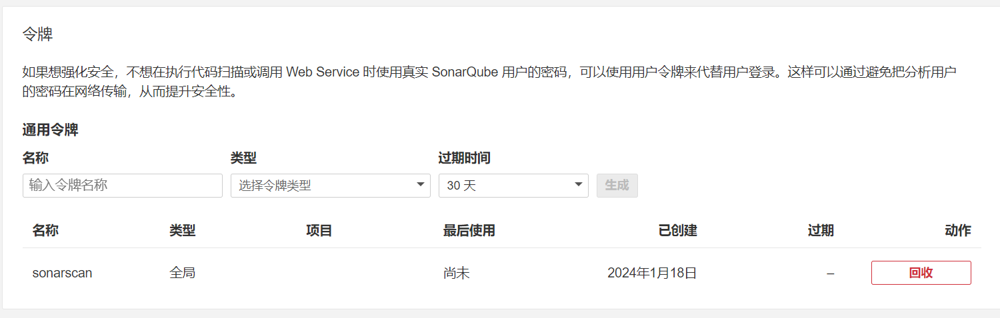 令牌
如果想强化安全，不想在执行代码扫描或调用 Web Service 时使用真实 SonarQube 用户的密码，可以使用用户令牌来代替用户登录。这样可以通过避免把分析用户
的密码在网络传输，从而提升安全性。
通用令牌
名称 类型 过期时间
输入令牌名称 选择令牌类型 30 天 生成
名称 类型 项目 最后使用 已创建 过期 动作
sonarscan 全局 尚未 2024年1月18日 – 回收